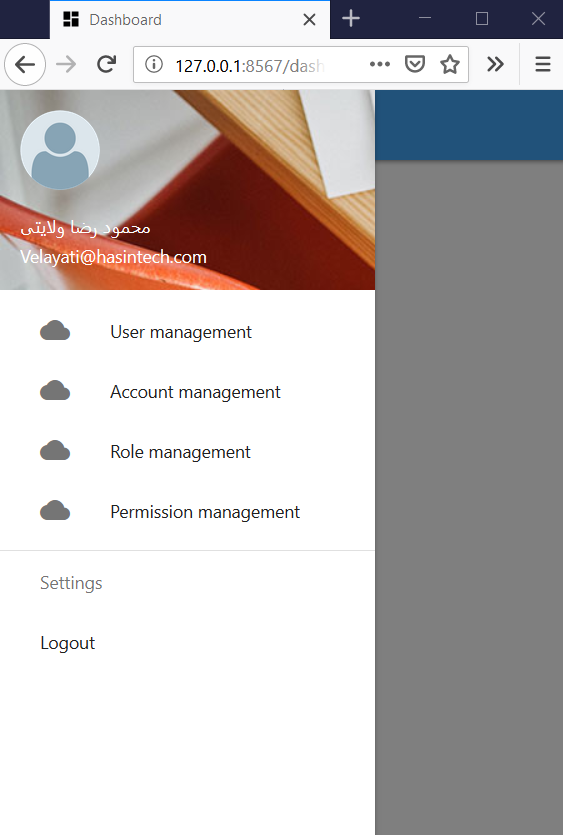 Dashboard
127.0.0.1:8567/dash
محمود رضا ولایتی
Velayati@hasintech.com
User management
Account management
Role management
Permission management
Settings
Logout